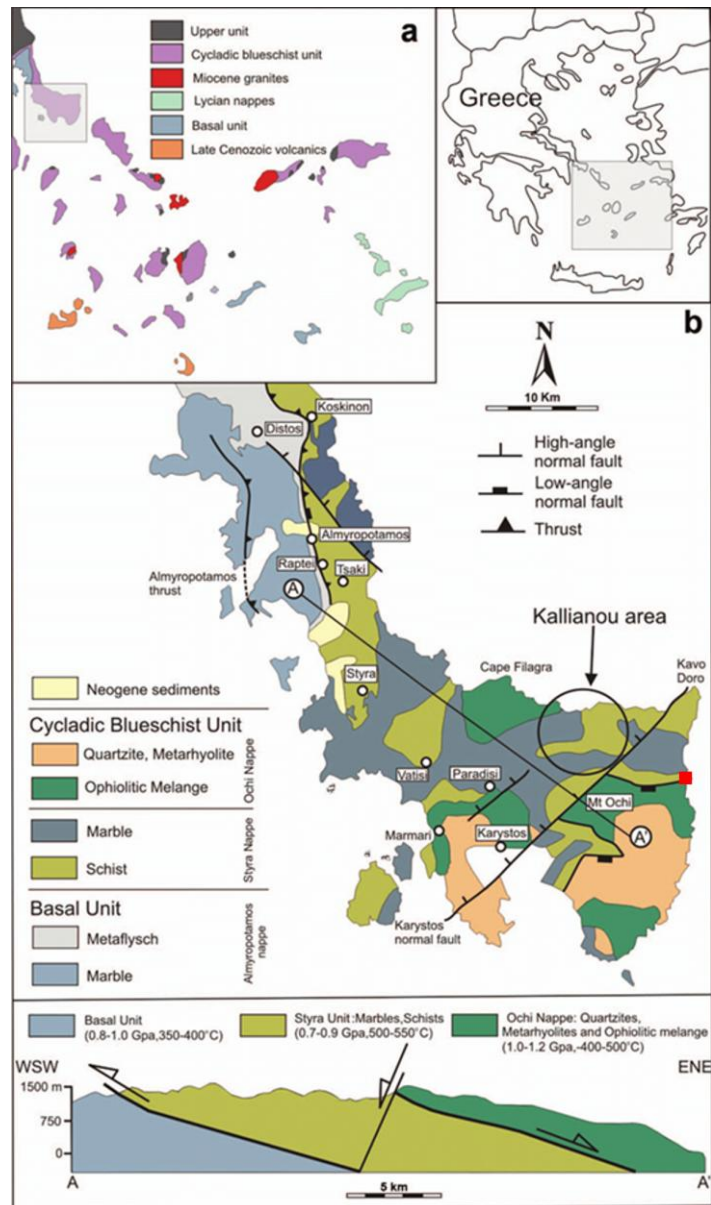 a
Upper unit
Cycladic blueschist unit
Miocene granites
Lycian nappes
Basal unit
Late Cenozoic volcanics
Greece
b
N
10 Km
High-angle
normal fault
Low-angle
normal fault
Thrust
Koskinon
Distos
Almyropotamos
Raptei
Tsaki
Almyropotamos
thrust
A
Kallianou area
Cape Filagra
Kavo
Doro
Styra
Vatisi
Paradisi
Mt Ochi
Marmari
Karystos
A'
Karystos
normal fault
Neogene sediments
Cycladic Blueschist Unit
Quartzite, Metarhyolite
Ophiolitic Melange
Ochi Nappe
Marble
Schist
Styra Nappe
Basal Unit
Metaflysch
Marble
Almyropotamos
nappe
Basal Unit
(0.8-1.0 Gpa,350-400°C)
Styra Unit:Marbles,Schists
(0.7-0.9 Gpa,500-550°C)
Ochi Nappe: Quartzites,
Metarhyolites and Ophiolitic melange
(1.0-1.2 Gpa,-400-500°C)
WSW
ENE
1500 m
750
0
A
A'
5 km